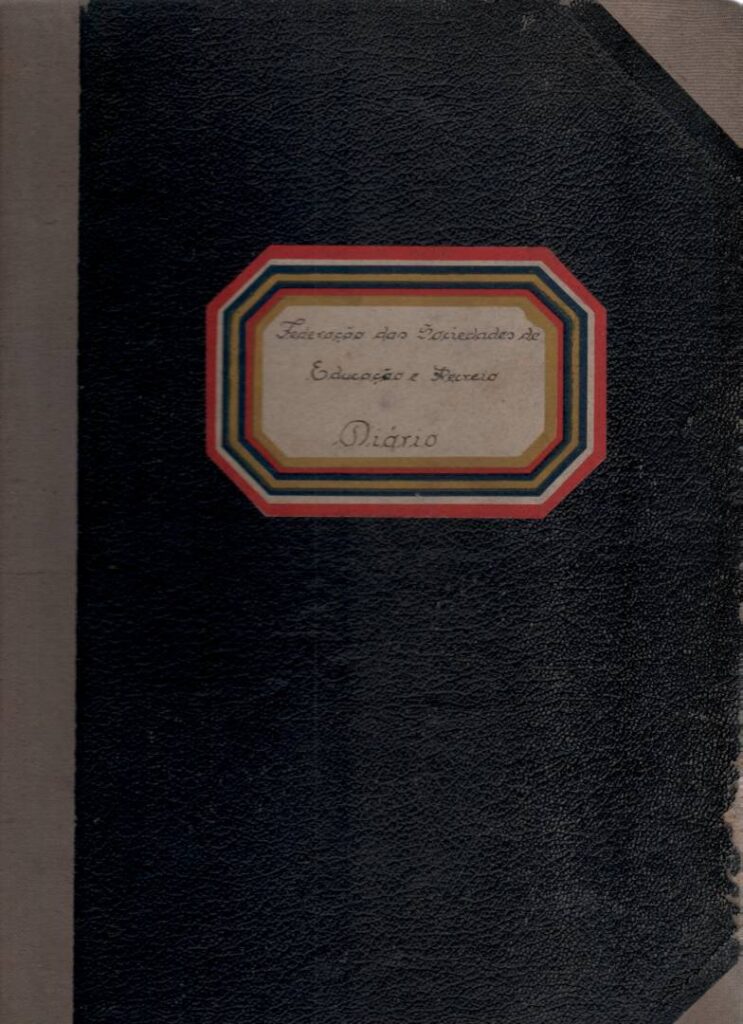 Federação das Sociedades de
Educação e Recreio
Diário